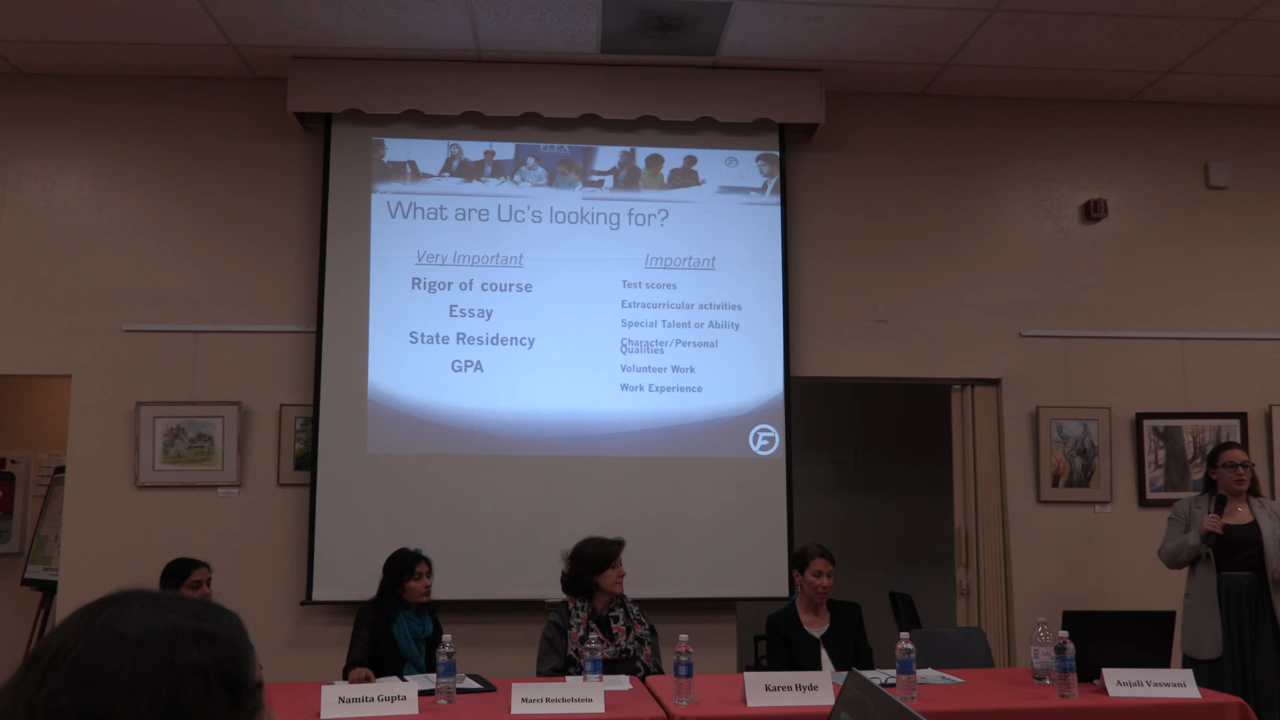 What are Uc's looking for?
Very Important
Rigor of course
Essay
State Residency
GPA
Important
Test scores
Extracurricular activities
Special Talent or Ability
Character/Personal
Qualities
Volunteer Work
Work Experience
F
Namita Gupta
Marci Reichelstein
Karen Hyde
Anjali Vaswani